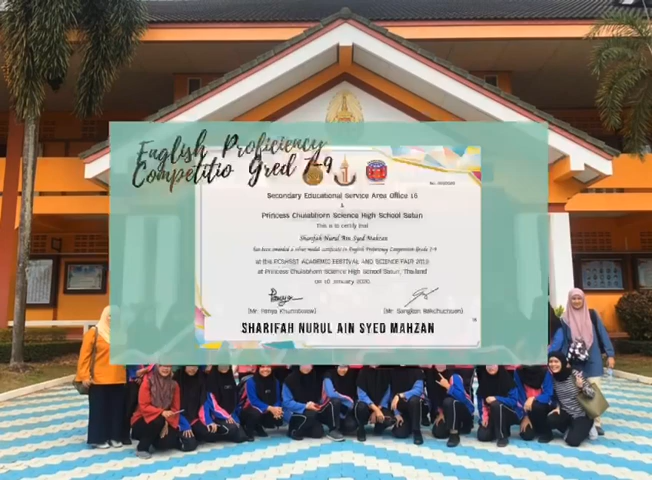 English Proficiency
Competitio Gred 7-9
Secondary Educational Service Area Office 16
&
Princess Chulabhorn Science High School Satun
This is to certify that
Sharifah Nurul Ain Syed Mahzan
has been awarded a silver medal certificate in English Proficiency Competition Grade 7-9
at the PCSHSST ACADEMIC FESTIVAL AND SCIENCE FAIR 2019
at Princess Chulabhorn Science High School Satun, Thailand
on 10 January 2020
(Mr. Sangkan Rakchuchuen)
SHARIFAH NURUL AIN SYED MAHZAN